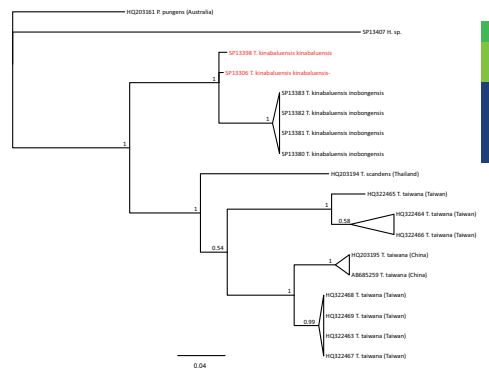 HQ203161 P. pungens (Australia)
SP13407 H. sp.
SP13398 T. kinabaluensis kinabaluensis
SP13306 T. kinabaluensis kinabaluensis-
1
SP13383 T. kinabaluensis inobongensis
SP13382 T. kinabaluensis inobongensis
1
SP13381 T. kinabaluensis inobongensis
1
SP13380 T. kinabaluensis inobongensis
HQ203194 T. scandens (Thailand)
HQ322465 T. taiwana (Taiwan)
1
1
HQ322464 T. taiwana (Taiwan)
0.58
HQ322466 T. taiwana (Taiwan)
0.54
HQ203195 T. taiwana (China)
1
AB685259 T. taiwana (China)
1
HQ322468 T. taiwana (Taiwan)
HQ322469 T. taiwana (Taiwan)
0.99
HQ322463 T. taiwana (Taiwan)
HQ322467 T. taiwana (Taiwan)
0.04